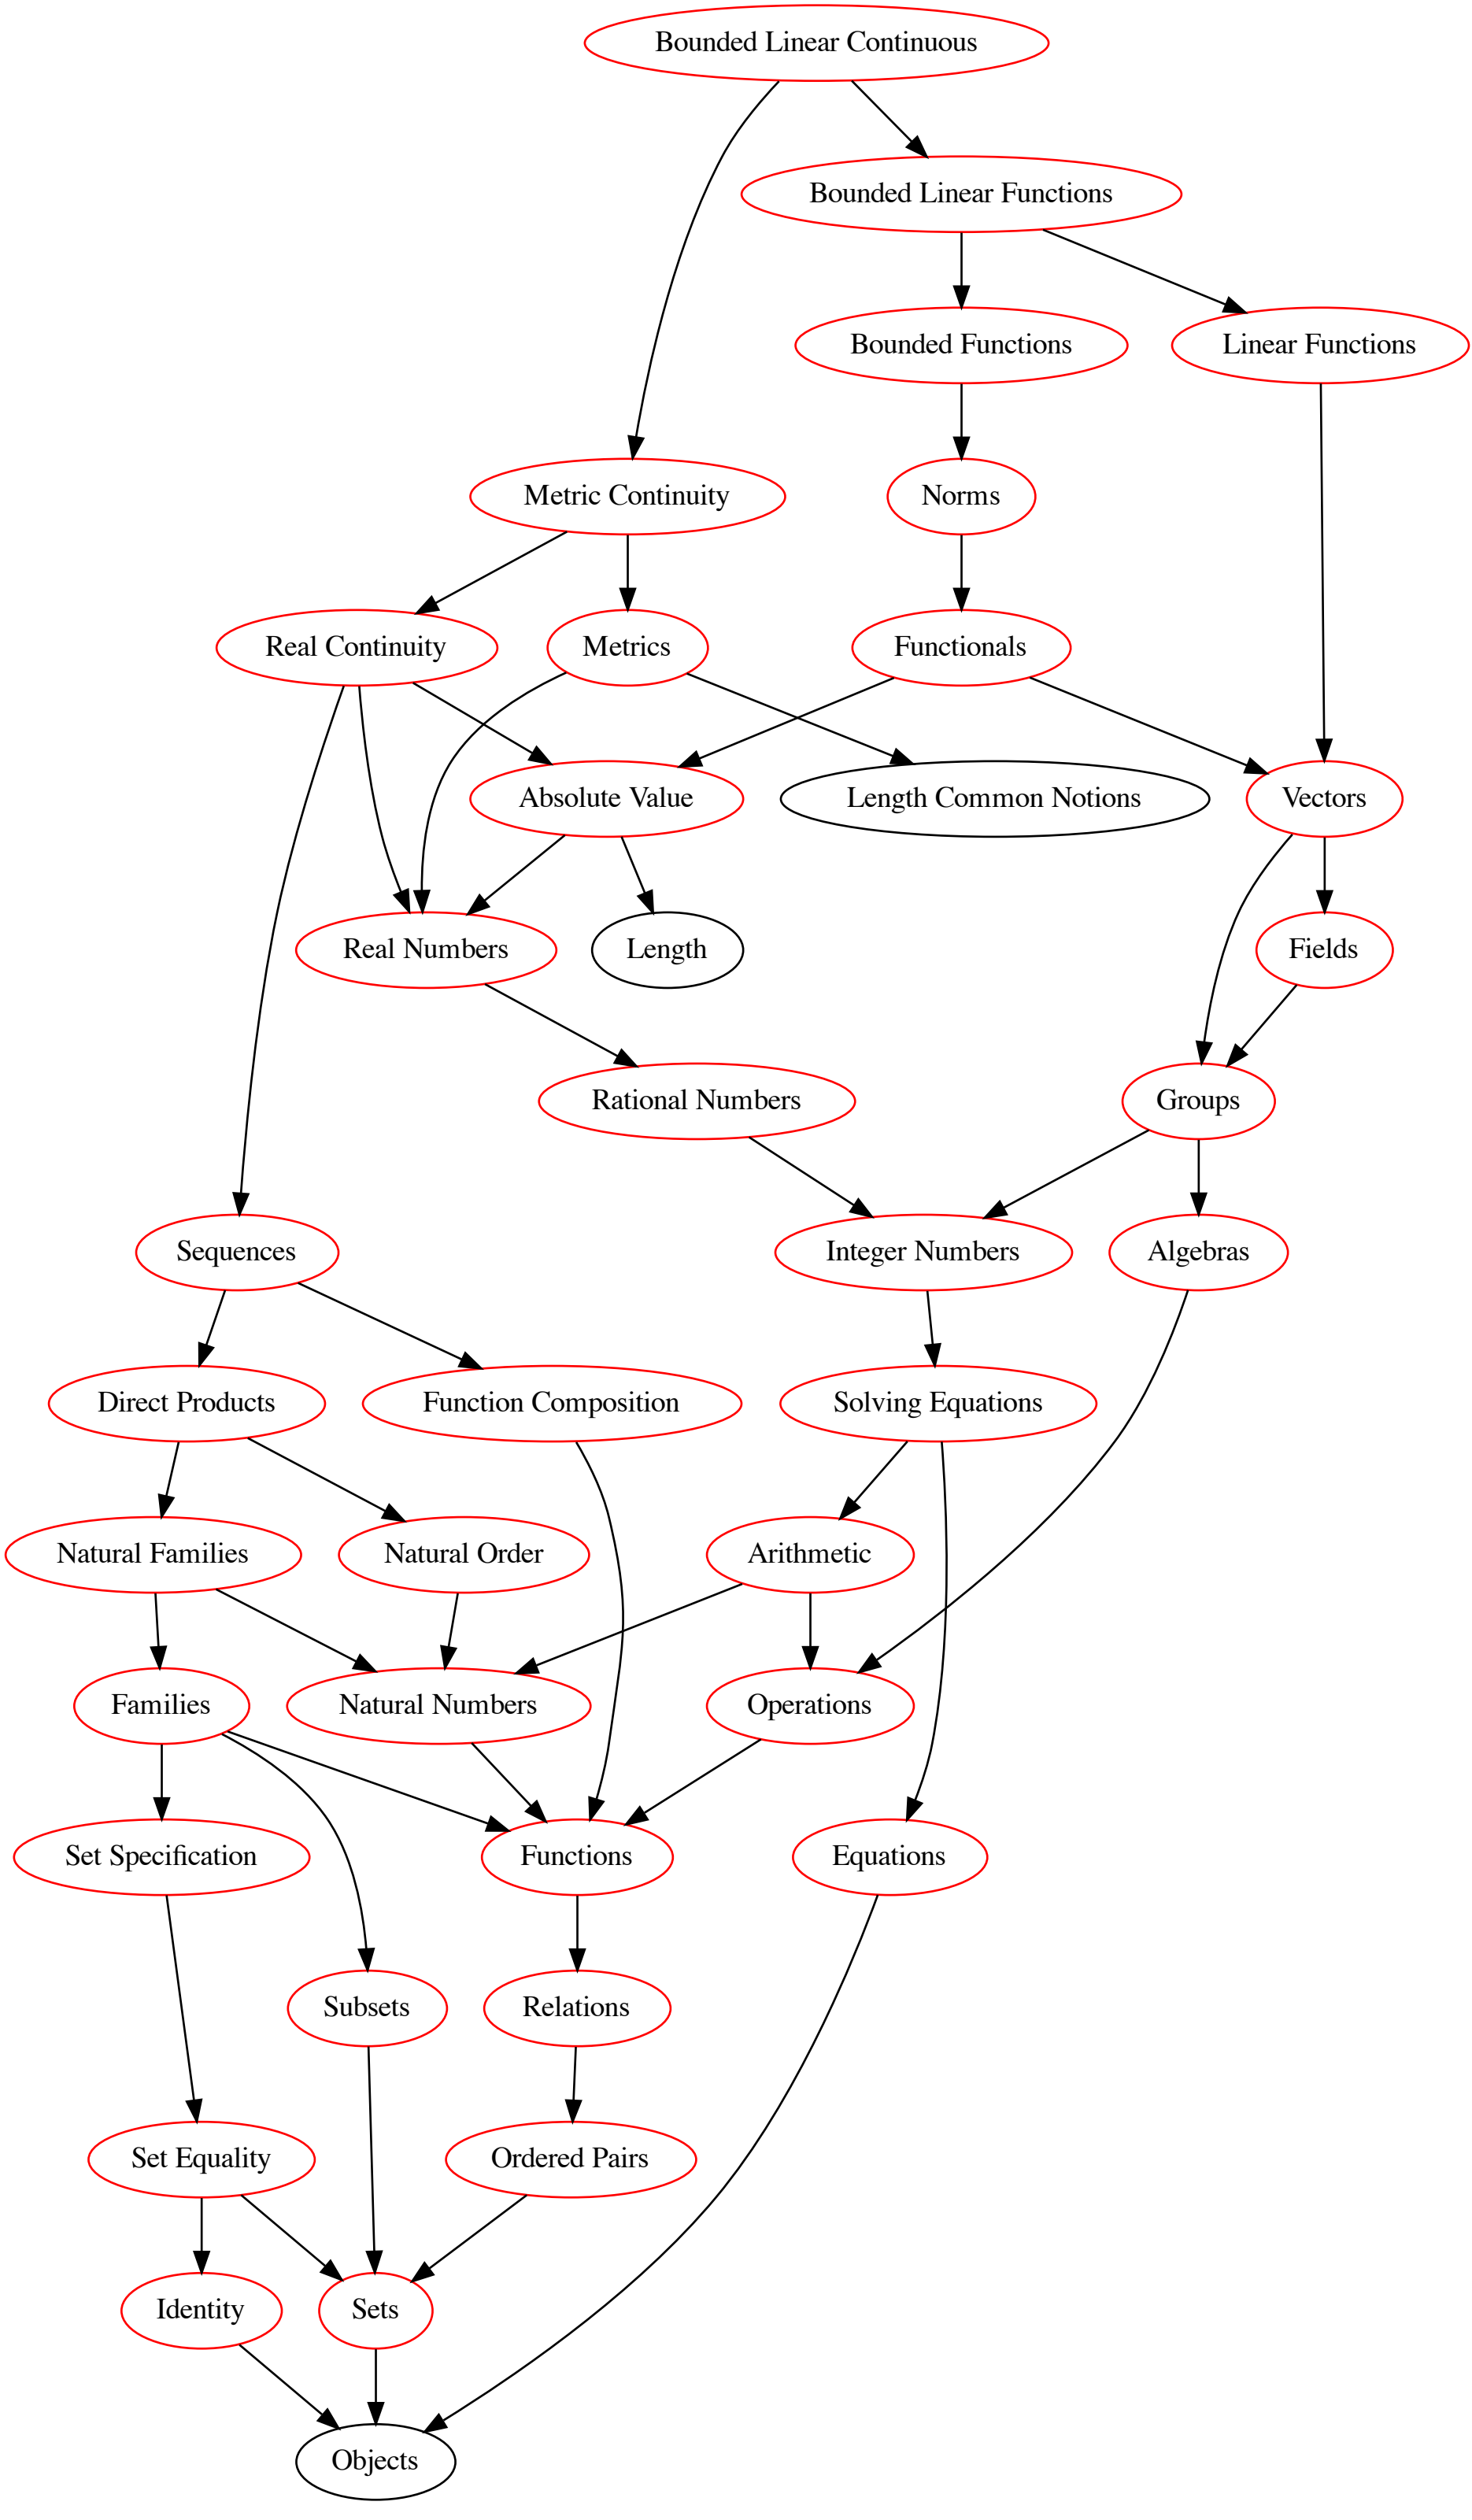 Bounded Linear Continuous
Bounded Linear Functions
Bounded Functions
Linear Functions
Metric Continuity
Norms
Real Continuity
Metrics
Functionals
Absolute Value
Length Common Notions
Vectors
Real Numbers
Length
Fields
Rational Numbers
Groups
Sequences
Integer Numbers
Algebras
Direct Products
Function Composition
Solving Equations
Natural Families
Natural Order
Arithmetic
Families
Natural Numbers
Operations
Set Specification
Functions
Equations
Subsets
Relations
Set Equality
Ordered Pairs
Identity
Sets
Objects